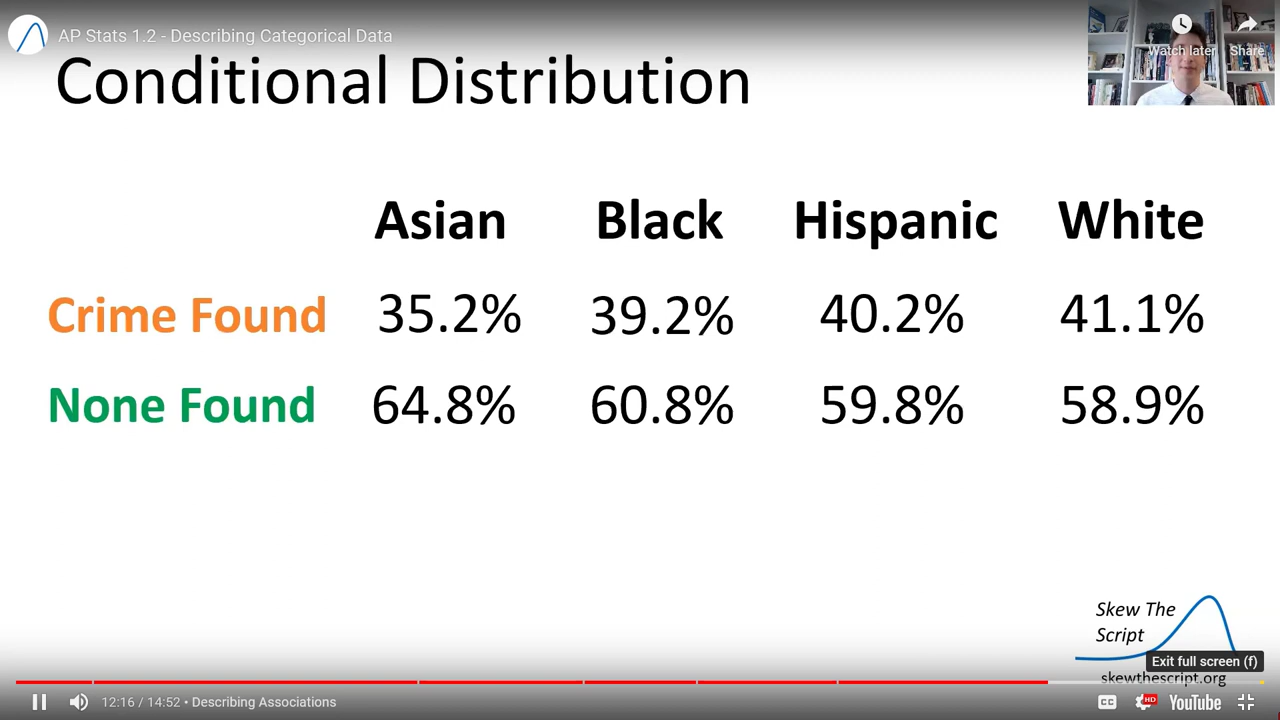 AP Stats 1.2 - Describing Categorical Data
Watch later
Share
Conditional Distribution
Asian Black Hispanic White
Crime Found 35.2% 39.2% 40.2% 41.1%
None Found 64.8% 60.8% 59.8% 58.9%
Skew The
Script
Exit full screen (f)
skewthescript.org
12:16 / 14:52 • Describing Associations
CC
HD
YouTube